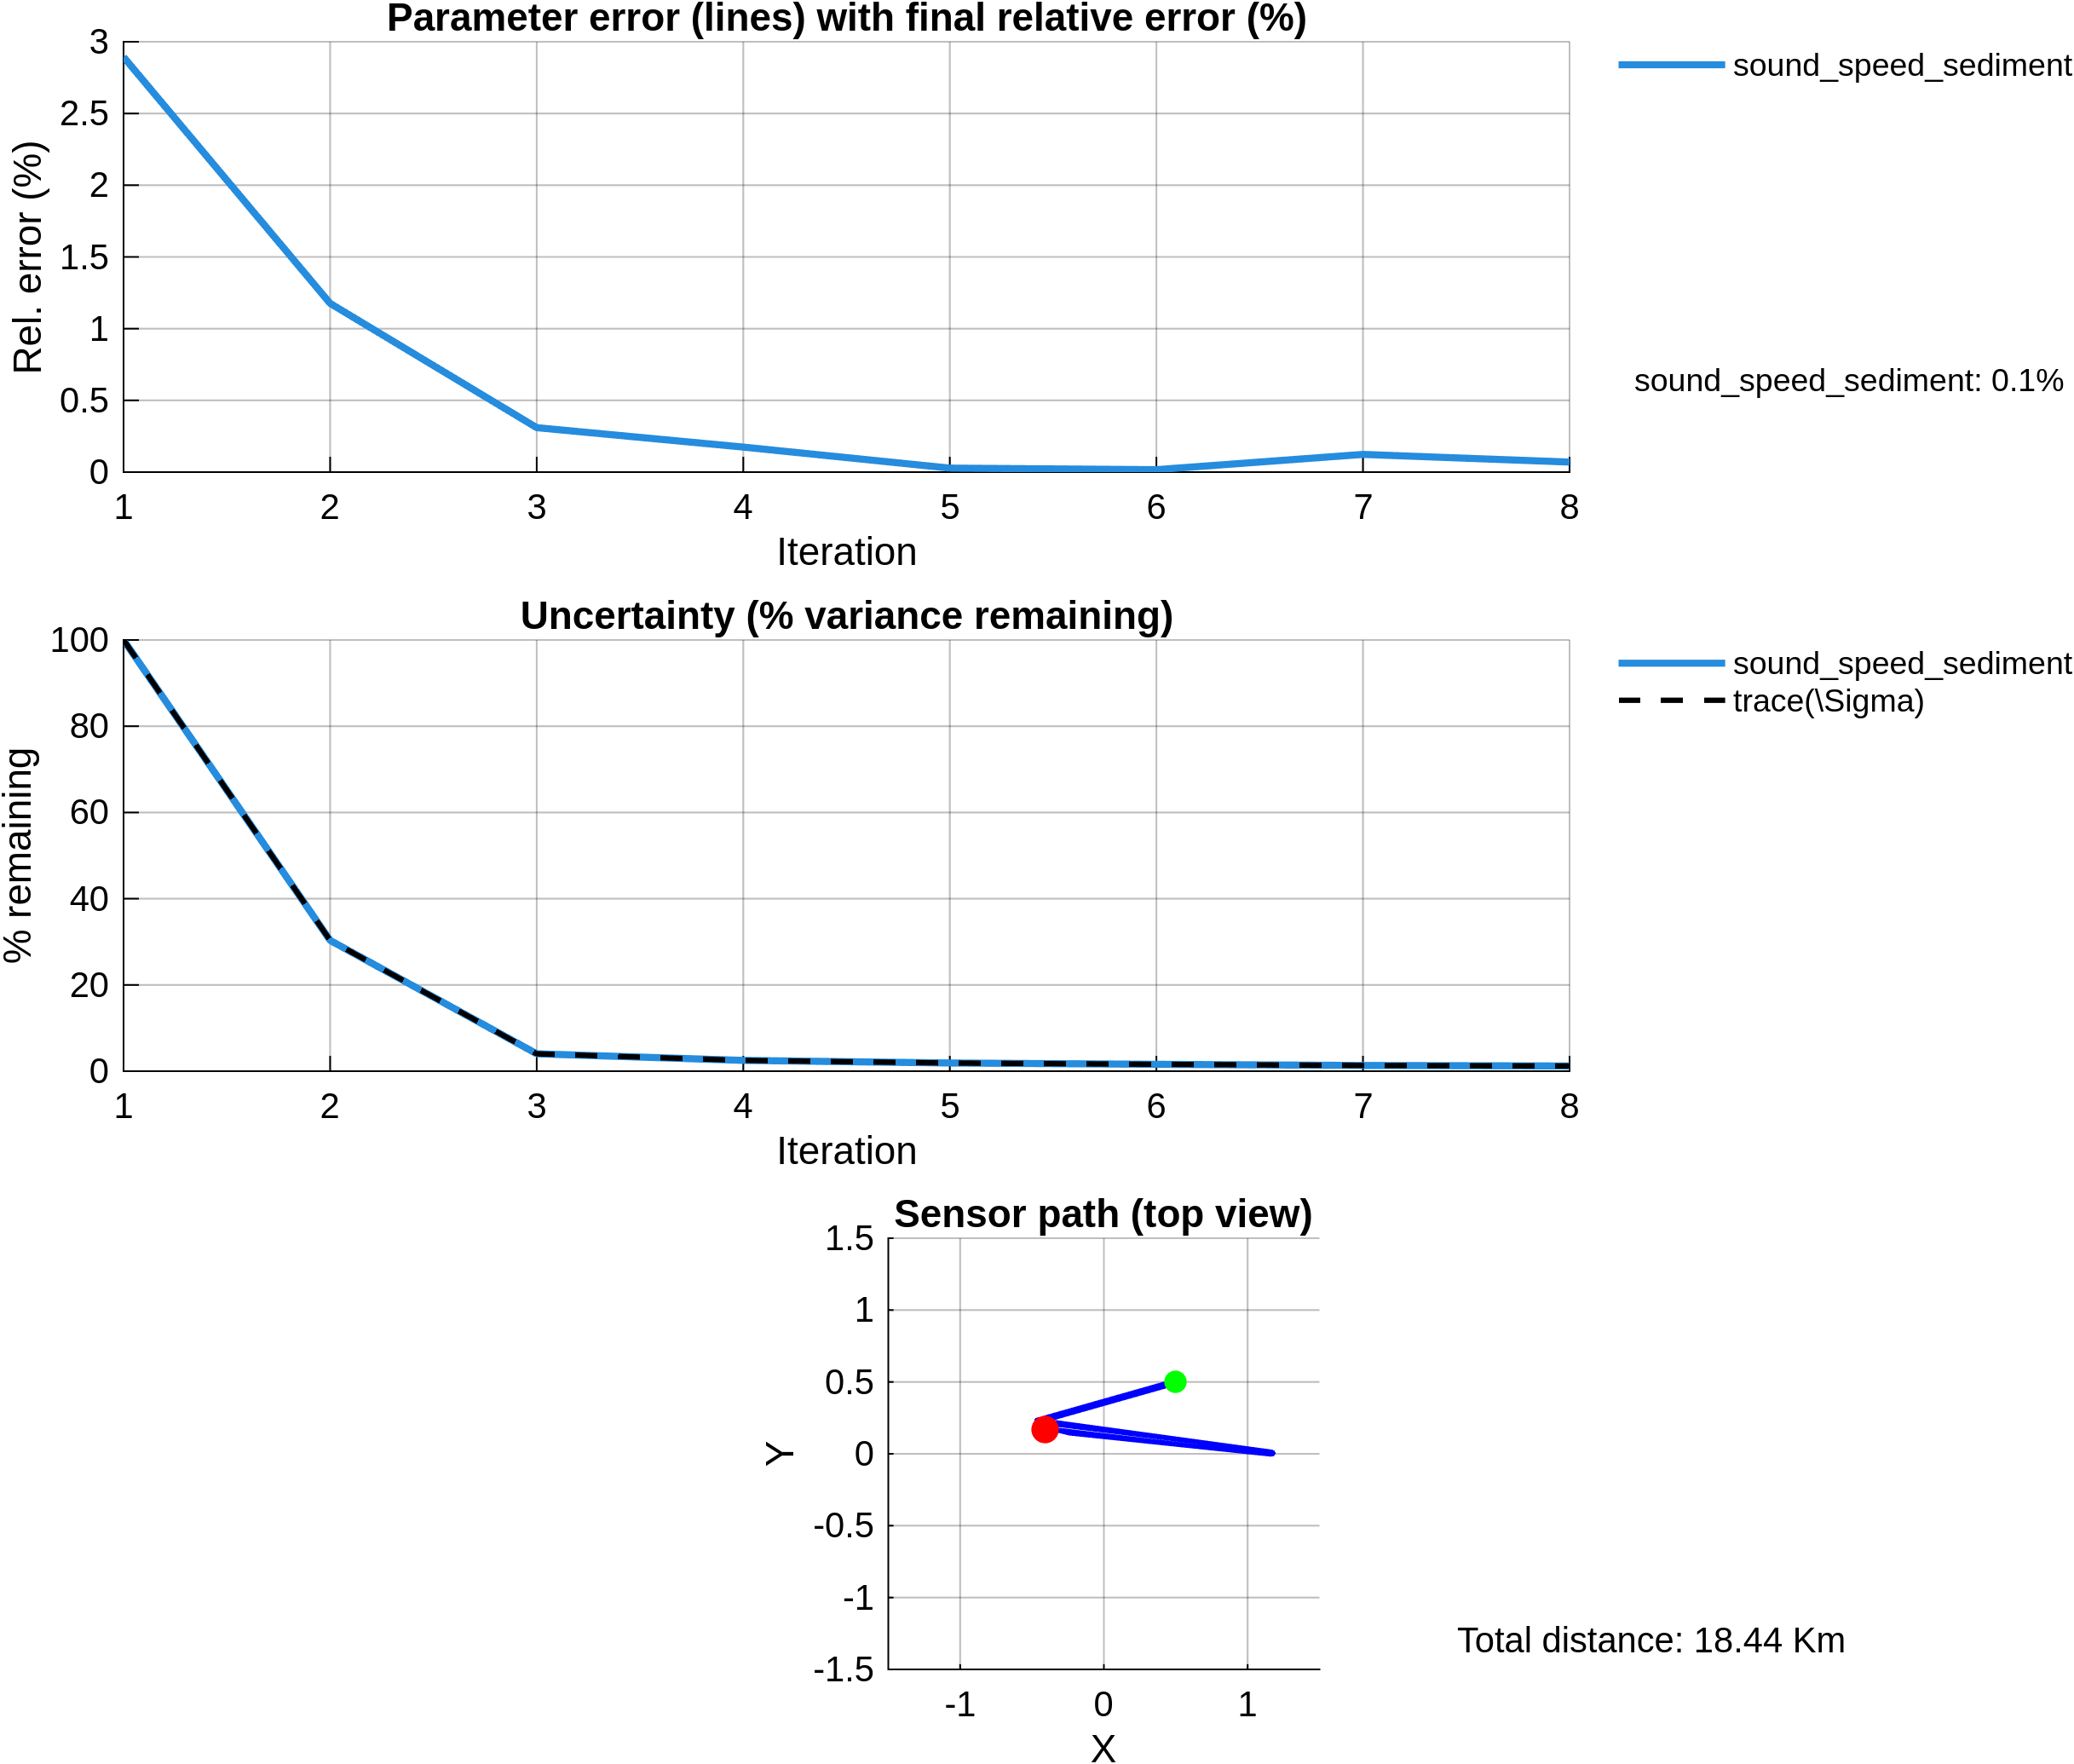 Parameter error (lines) with final relative error (%)
3
2.5
2
1.5
1
0.5
0
Rel. error (%)
1 2 3 4 5 6 7 8
Iteration
sound_speed_sediment
sound_speed_sediment: 0.1%
Uncertainty (% variance remaining)
100
80
60
40
20
0
% remaining
1 2 3 4 5 6 7 8
Iteration
sound_speed_sediment
trace(\Sigma)
Sensor path (top view)
1.5
1
0.5
0
-0.5
-1
-1.5
Y
-1 0 1
X
Total distance: 18.44 Km